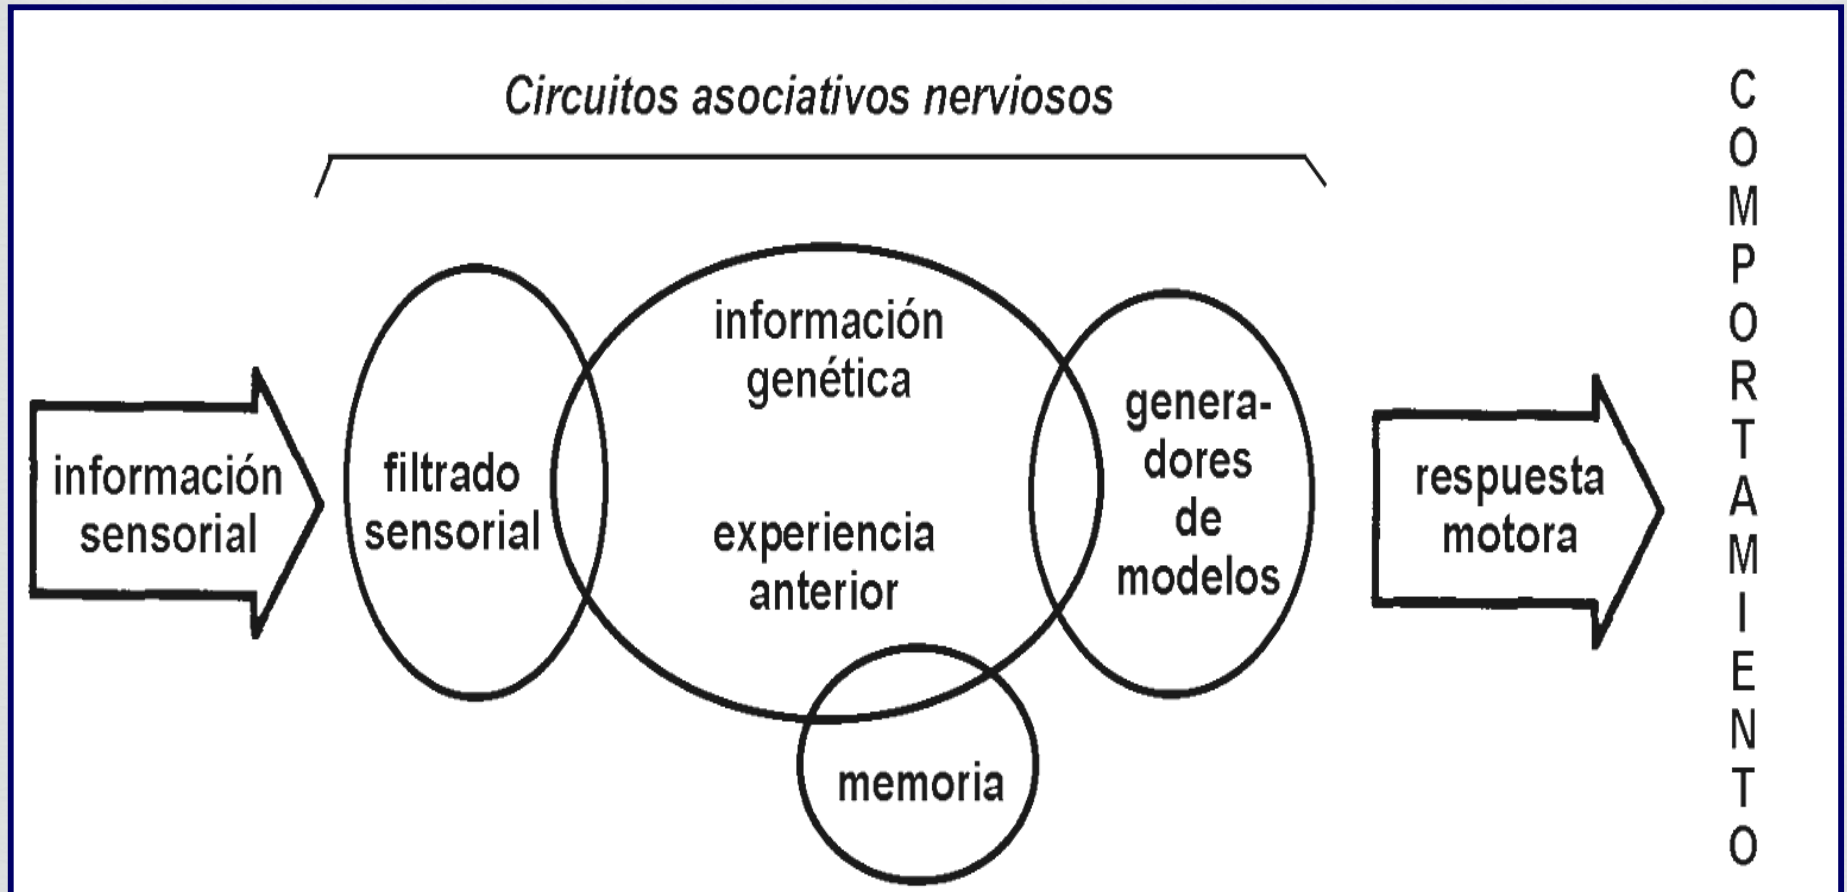 Circuitos asociativos nerviosos
información
sensorial
filtrado
sensorial
información
genética
experiencia
anterior
memoria
genera-
dores
de
modelos
respuesta
motora
C
O
M
P
O
R
T
A
M
I
E
N
T
O